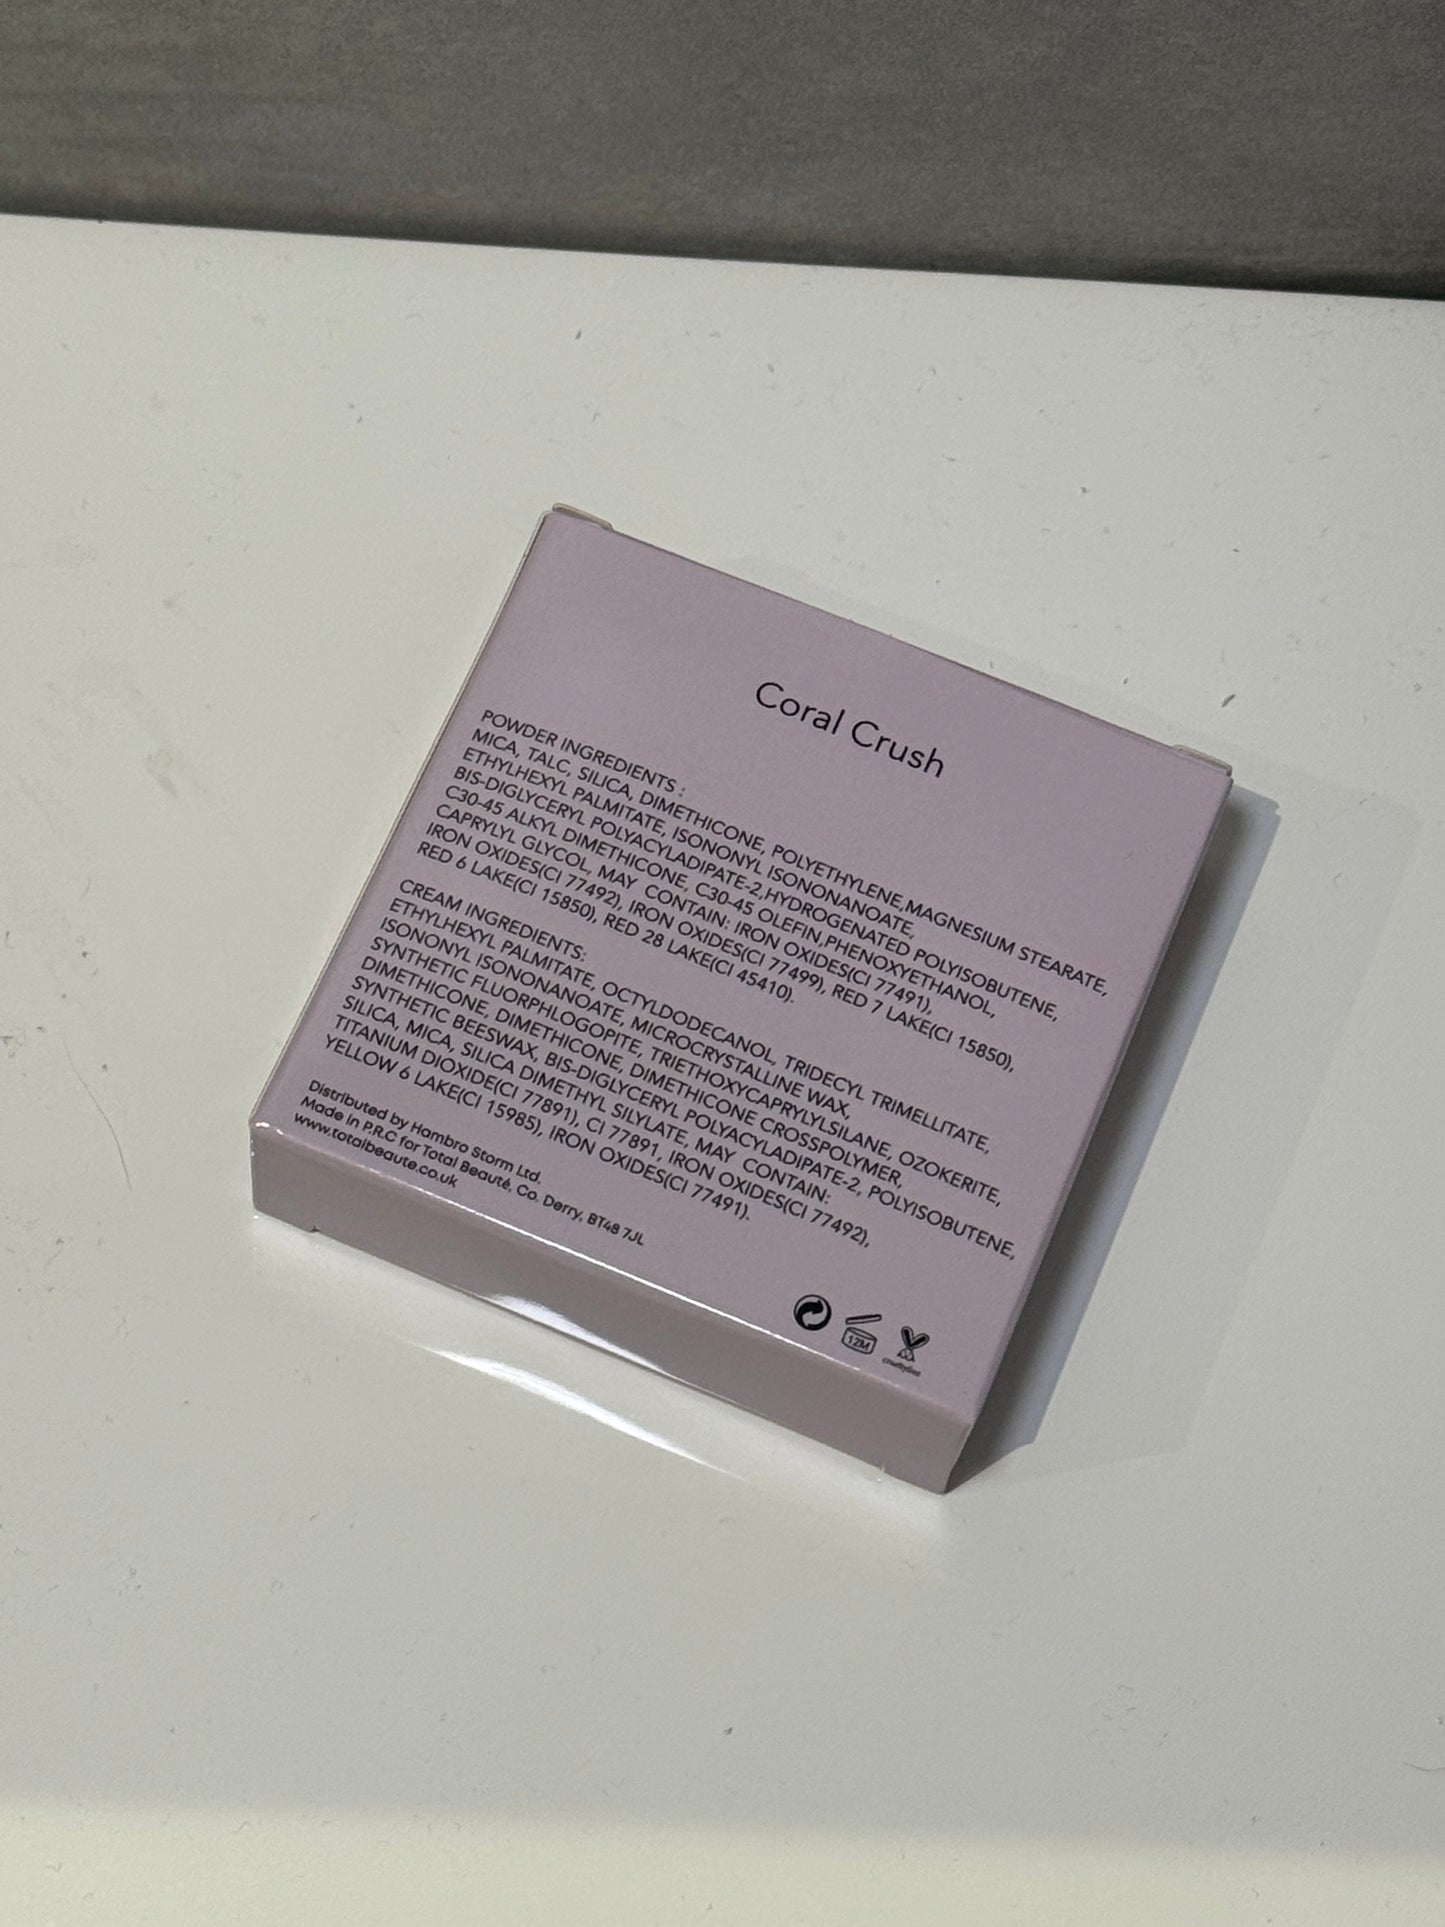 Coral Crush
POWDER INGREDIENTS :
MICA, TALC, SILICA, DIMETHICONE, POLYETHYLENE,MAGNESIUM STEARATE,
ETHYLHEXYL PALMITATE, ISONONYL ISONONANOATE,
BIS-DIGLYCERYL POLYACYLADIPATE-2,HYDROGENATED POLYISOBUTENE,
C30-45 ALKYL DIMETHICONE, C30-45 OLEFIN,PHENOXYETHANOL,
CAPRYLYL GLYCOL, MAY CONTAIN: IRON OXIDES(CI 77491),
IRON OXIDES(CI 77492), IRON OXIDES(CI 77499), RED 7 LAKE(CI 15850),
RED 6 LAKE(CI 15850), RED 28 LAKE(CI 45410).
CREAM INGREDIENTS:
ETHYLHEXYL PALMITATE, OCTYLDODECANOL, TRIDECYL TRIMELLITATE,
ISONONYL ISONONANOATE, MICROCRYSTALLINE WAX,
SYNTHETIC FLUORPHLOGOPITE, TRIETHOXYCAPRYLYLSILANE, OZOKERITE,
DIMETHICONE, DIMETHICONE, DIMETHICONE CROSSPOLYMER,
SYNTHETIC BEESWAX, BIS-DIGLYCERYL POLYACYLADIPATE-2, POLYISOBUTENE,
SILICA, MICA, SILICA DIMETHYL SILYLATE, MAY CONTAIN:
TITANIUM DIOXIDE(CI 77891), CI 77891, IRON OXIDES(CI 77492),
YELLOW 6 LAKE(CI 15985), IRON OXIDES(CI 77491).
Distributed by Hambro Storm Ltd.
Made in P.R.C for Total Beauté, Co. Derry, BT48 7JL
www.totalbeaute.co.uk
12M
crueltyfree